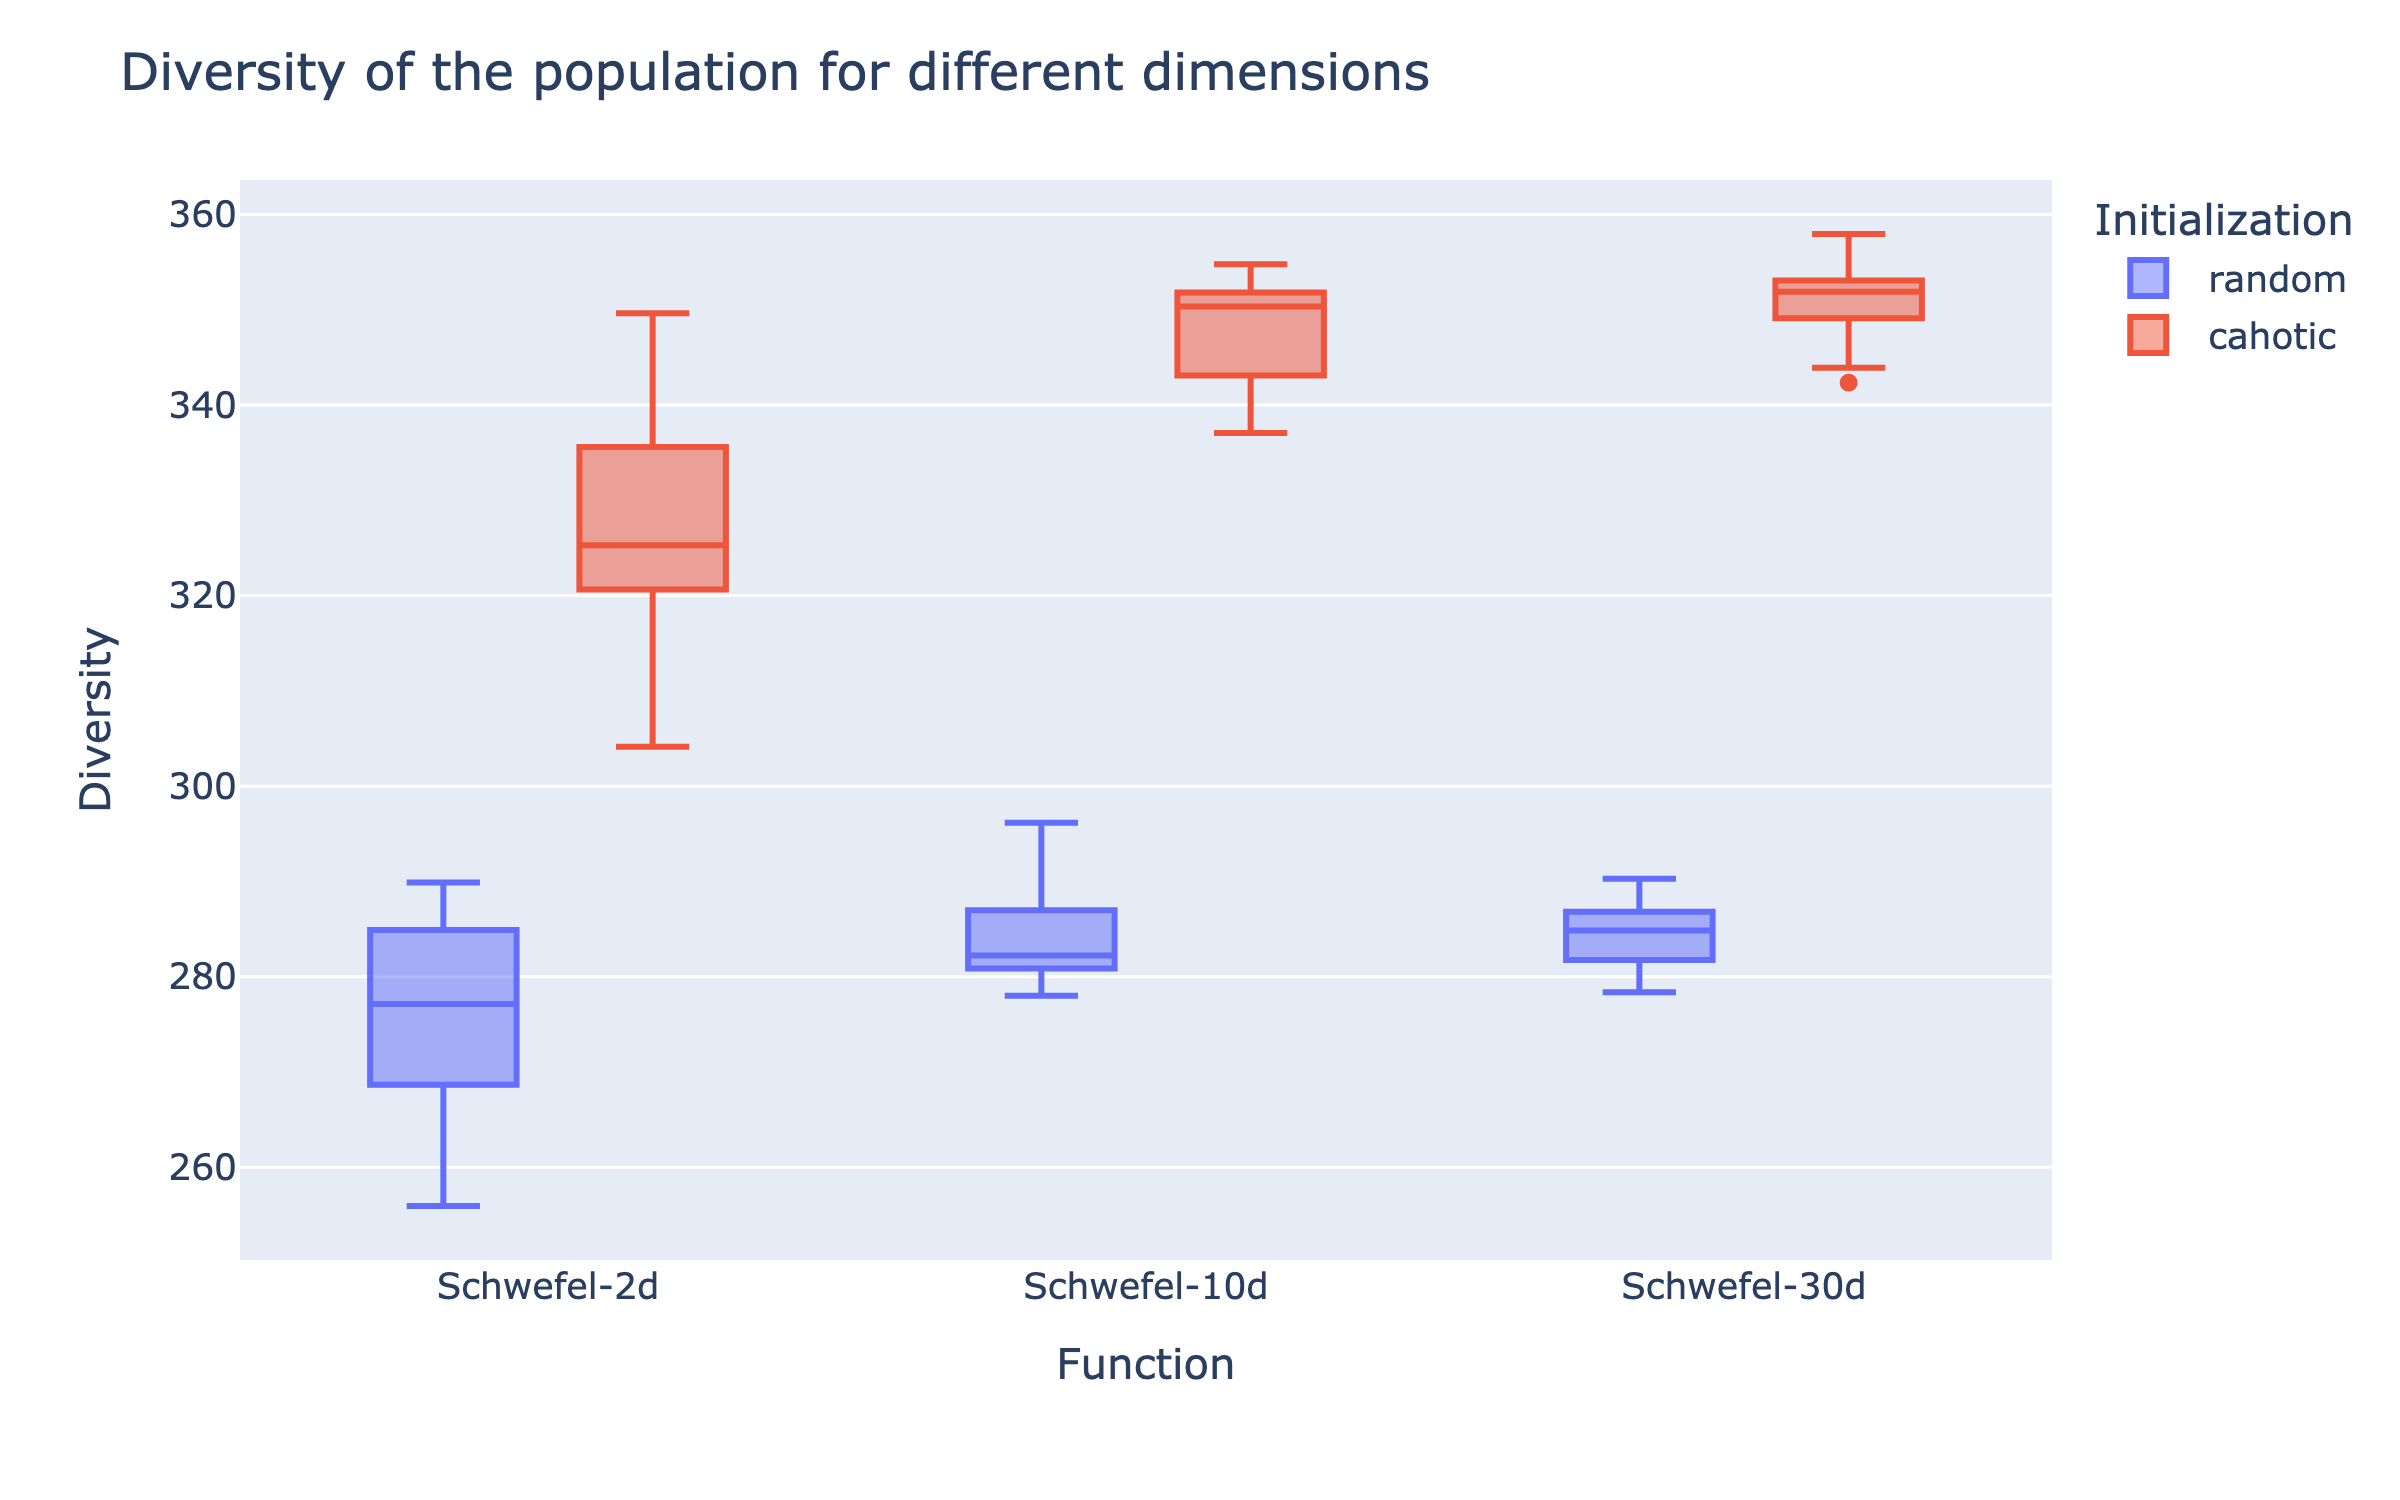 Diversity of the population for different dimensions
360
340
320
300
280
260
Diversity
Schwefel-2d
Schwefel-10d
Schwefel-30d
Function
Initialization
random
cahotic